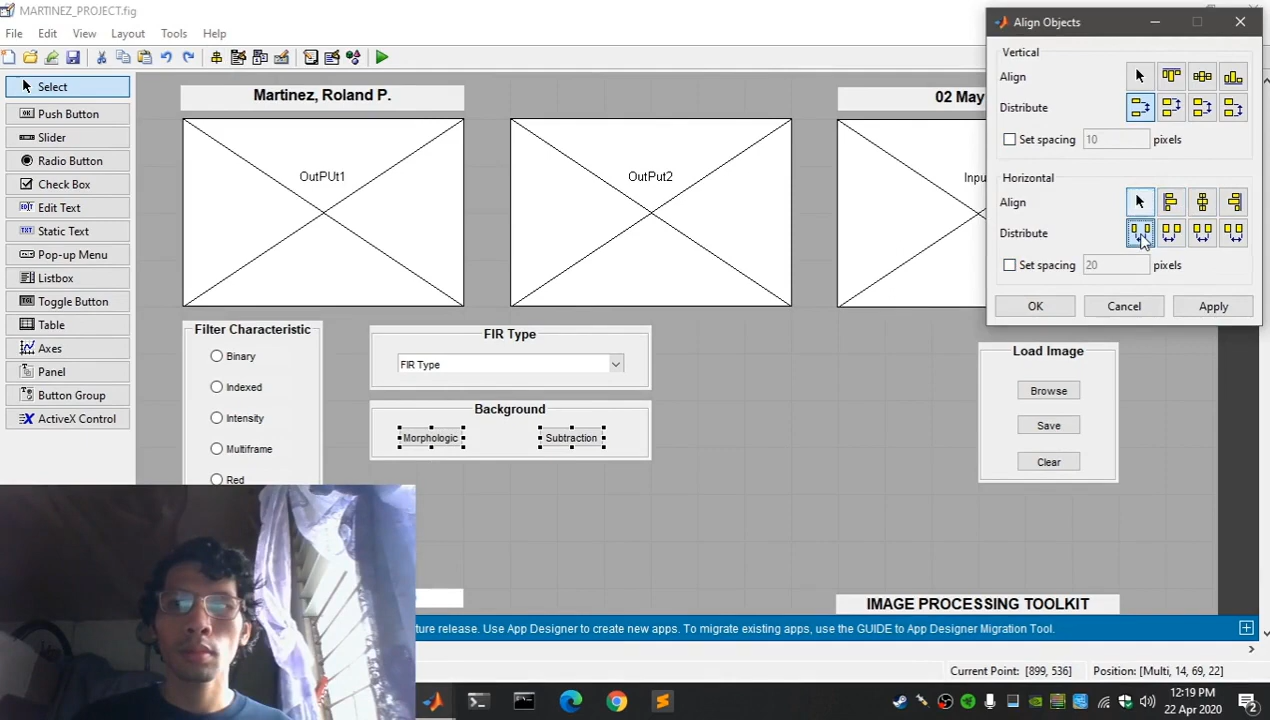 MARTINEZ_PROJECT.fig
File Edit View Layout Tools Help
Select
Push Button
Slider
Radio Button
Check Box
Edit Text
Static Text
Pop-up Menu
Listbox
Toggle Button
Table
Axes
Panel
Button Group
ActiveX Control
Martinez, Roland P.
02 May
OutPUt1
OutPut2
Inpu
Filter Characteristic
Binary
Indexed
Intensity
Multiframe
Red
FIR Type
FIR Type
Background
Morphologic
Subtraction
Load Image
Browse
Save
Clear
IMAGE PROCESSING TOOLKIT
Align Objects
Vertical
Align
Distribute
Set spacing 10 pixels
Horizontal
Align
Distribute
Set spacing 20 pixels
OK Cancel Apply
ture release. Use App Designer to create new apps. To migrate existing apps, use the GUIDE to App Designer Migration Tool.
Current Point: [899, 536] Position: [Multi, 14, 69, 22]
12:19 PM
22 Apr 2020
2